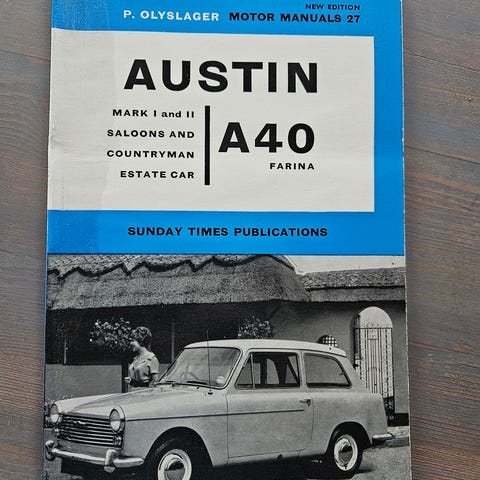 NEW EDITION
P. OLYSLAGER MOTOR MANUALS 27
AUSTIN
MARK I and II
SALOONS AND
COUNTRYMAN
ESTATE CAR
A40
FARINA
SUNDAY TIMES PUBLICATIONS